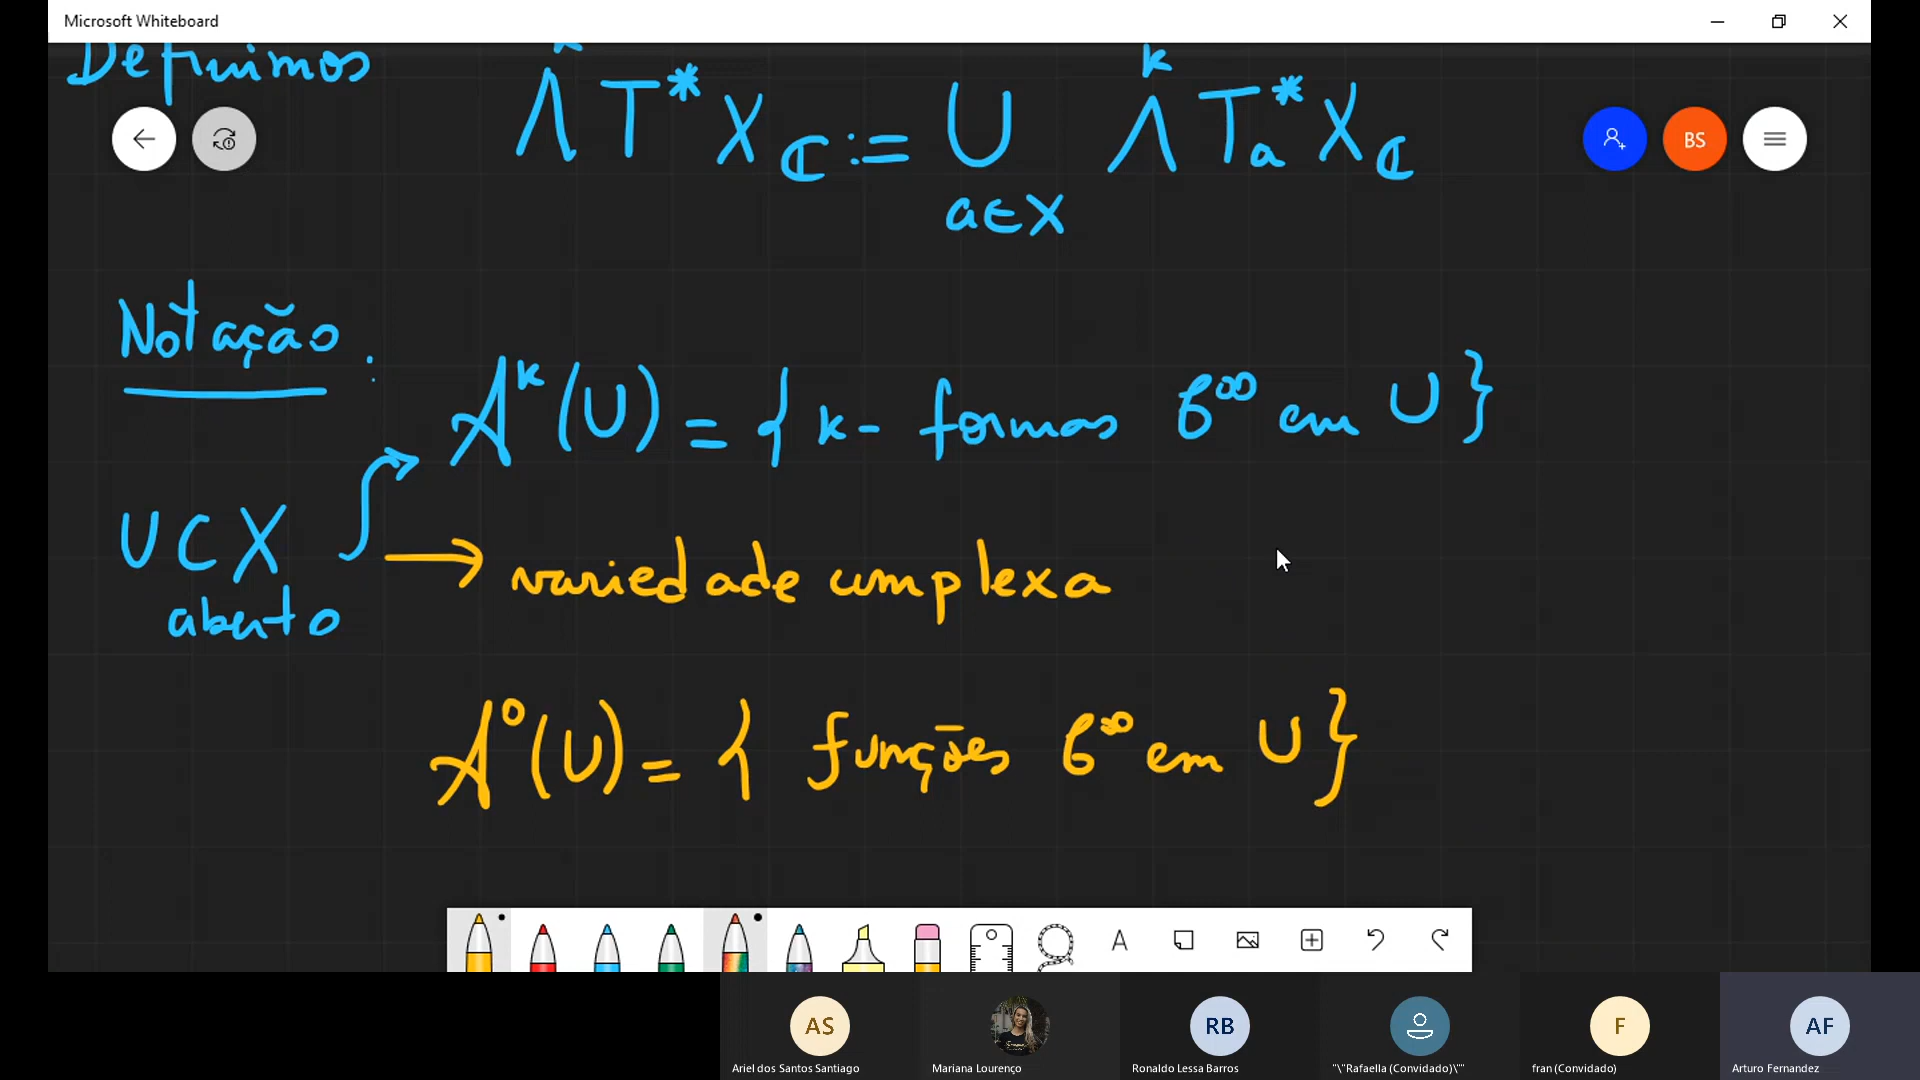 Microsoft Whiteboard
Definimos Λ^k T*X_ℂ := ∪_{a∈X} Λ^k T_a*X_ℂ
BS
Notação :
A^k(U) = { k- formas C^∞ em U }
U ⊂ X
aberto
→ variedade complexa
A^0(U) = { funções C^∞ em U }
A
AS
RB
F
AF
Ariel dos Santos Santiago
Mariana Lourenço
Ronaldo Lessa Barros
"\"Rafaella (Convidado)\""
fran (Convidado)
Arturo Fernandez